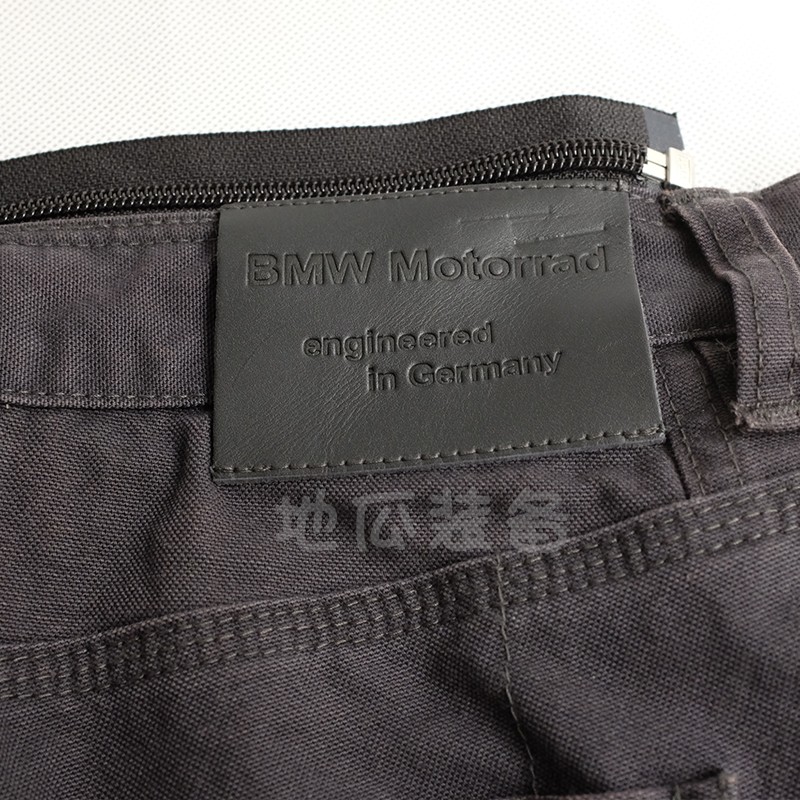 BMW Motorrad
engineered
in Germany
地瓜装备